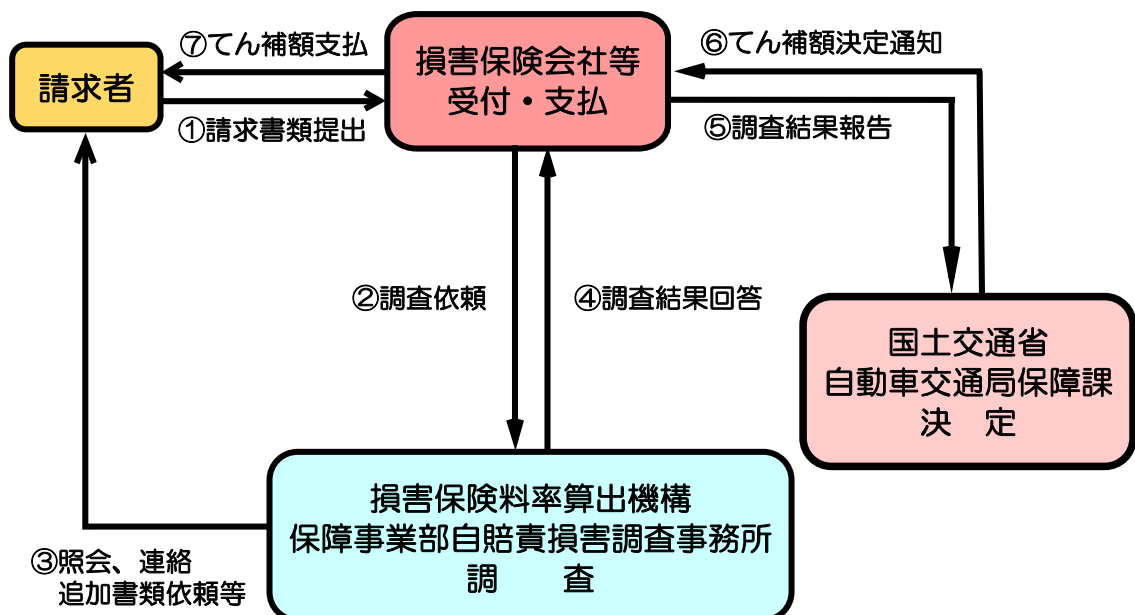 ⑦てん補額支払
請求者
①請求書類提出
損害保険会社等
受付・支払
⑥てん補額決定通知
⑤調査結果報告
②調査依頼
④調査結果回答
国土交通省
自動車交通局保障課
決　定
③照会、連絡
追加書類依頼等
損害保険料率算出機構
保障事業部自賠責損害調査事務所
調　査